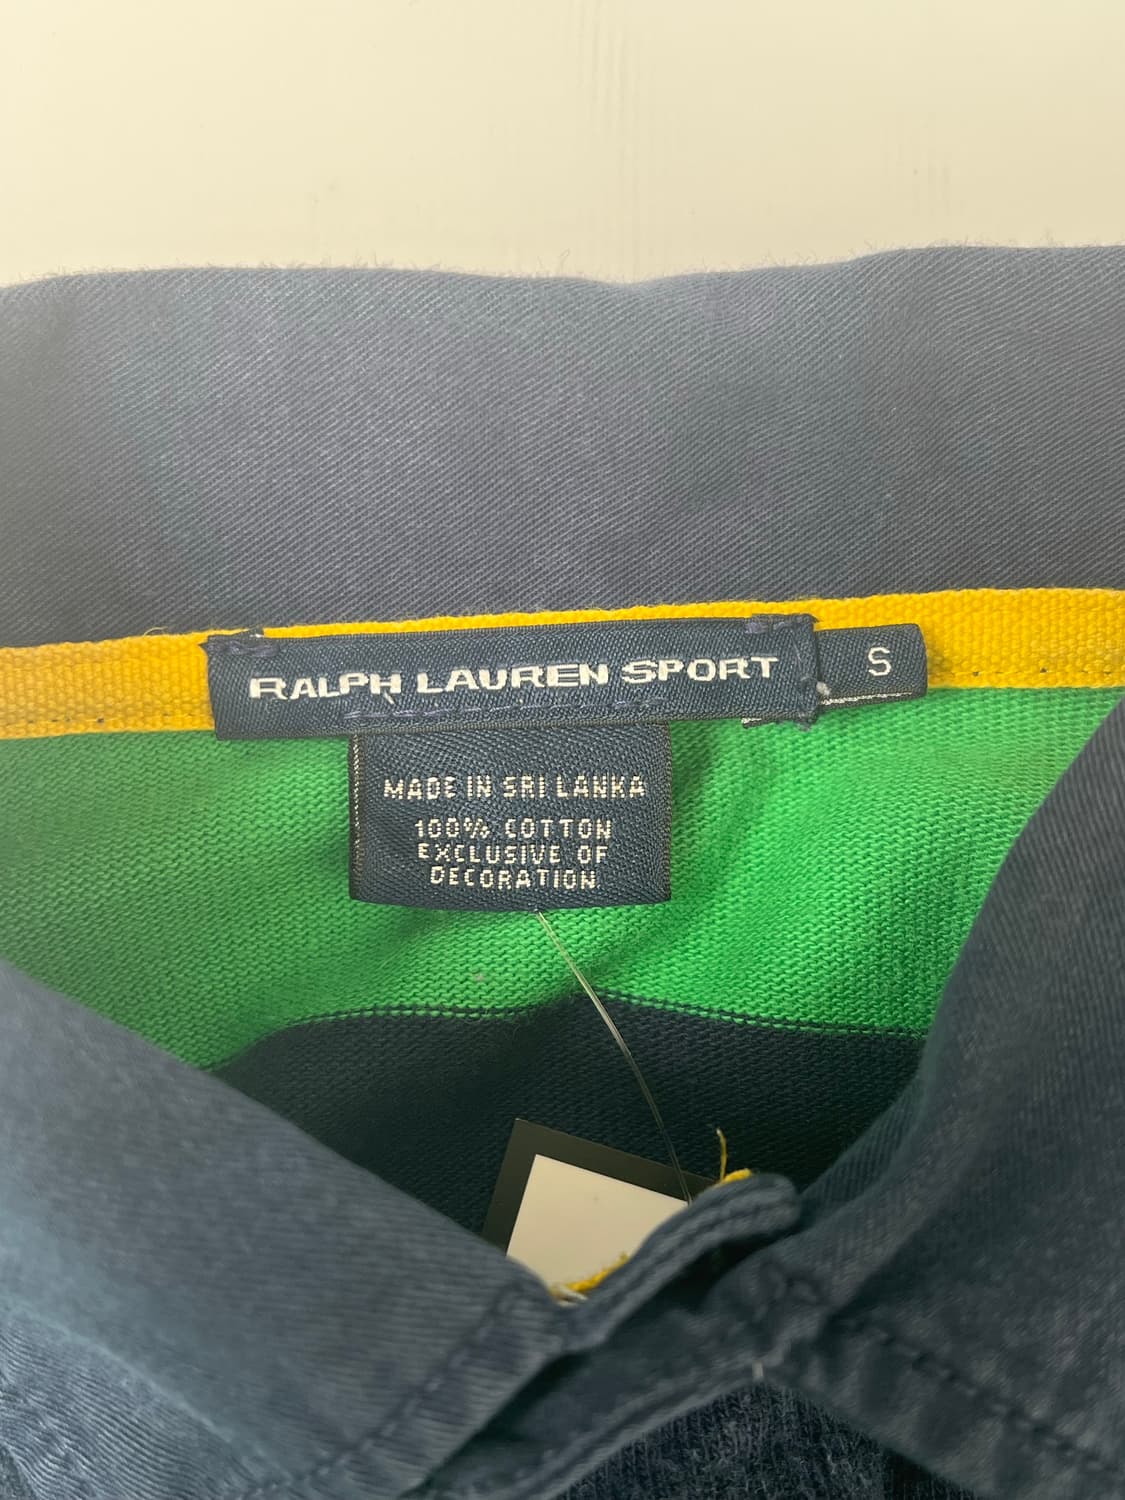 RALPH LAUREN SPORT
S
MADE IN SRI LANKA
100% COTTON
EXCLUSIVE OF
DECORATION